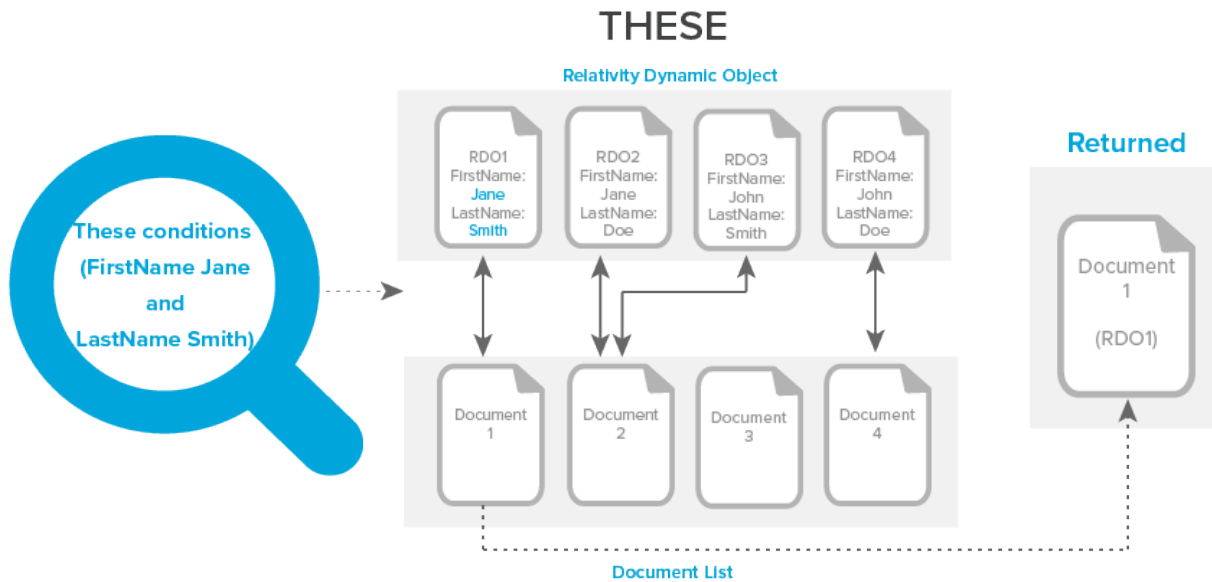 THESE
Relativity Dynamic Object
RDO1
FirstName:
Jane
LastName:
Smith
RDO2
FirstName:
Jane
LastName:
Doe
RDO3
FirstName:
John
LastName:
Smith
RDO4
FirstName:
John
LastName:
Doe
Returned
These conditions
(FirstName Jane
and
LastName Smith)
Document
1
(RDO1)
Document
1
Document
2
Document
3
Document
4
Document List